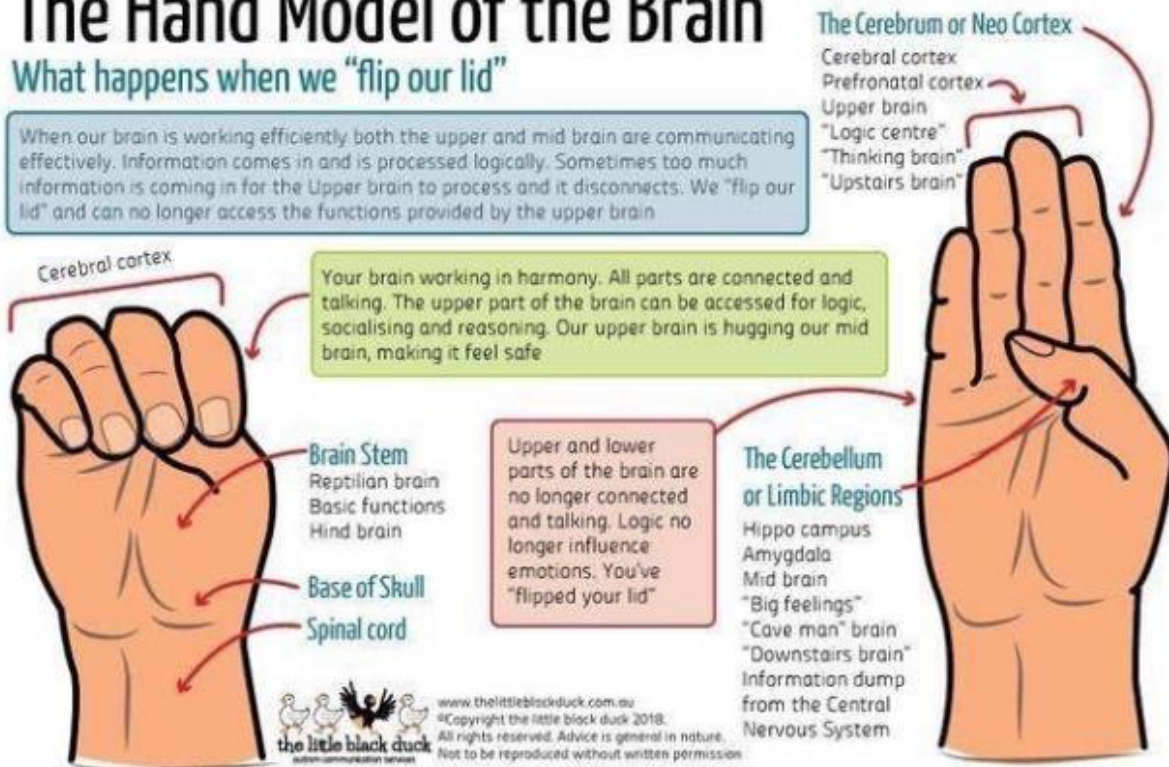 The Hand Model of the Brain
What happens when we "flip our lid"
When our brain is working efficiently both the upper and mid brain are communicating
effectively. Information comes in and is processed logically. Sometimes too much
information is coming in for the Upper brain to process and it disconnects. We "flip our
lid" and can no longer access the functions provided by the upper brain
The Cerebrum or Neo Cortex
Cerebral cortex
Prefronatal cortex
Upper brain
"Logic centre"
"Thinking brain"
"Upstairs brain"
Cerebral cortex
Your brain working in harmony. All parts are connected and
talking. The upper part of the brain can be accessed for logic,
socialising and reasoning. Our upper brain is hugging our mid
brain, making it feel safe
Brain Stem
Reptilian brain
Basic functions
Hind brain
Base of Skull
Spinal cord
Upper and lower
parts of the brain are
no longer connected
and talking. Logic no
longer influence
emotions. You've
"flipped your lid"
The Cerebellum
or Limbic Regions
Hippo campus
Amygdala
Mid brain
"Big feelings"
"Cave man" brain
"Downstairs brain"
Information dump
from the Central
Nervous System
the little black duck
autism communication services
www.thelittleblackduck.com.au
©Copyright the little black duck 2018.
All rights reserved. Advice is general in nature.
Not to be reproduced without written permission